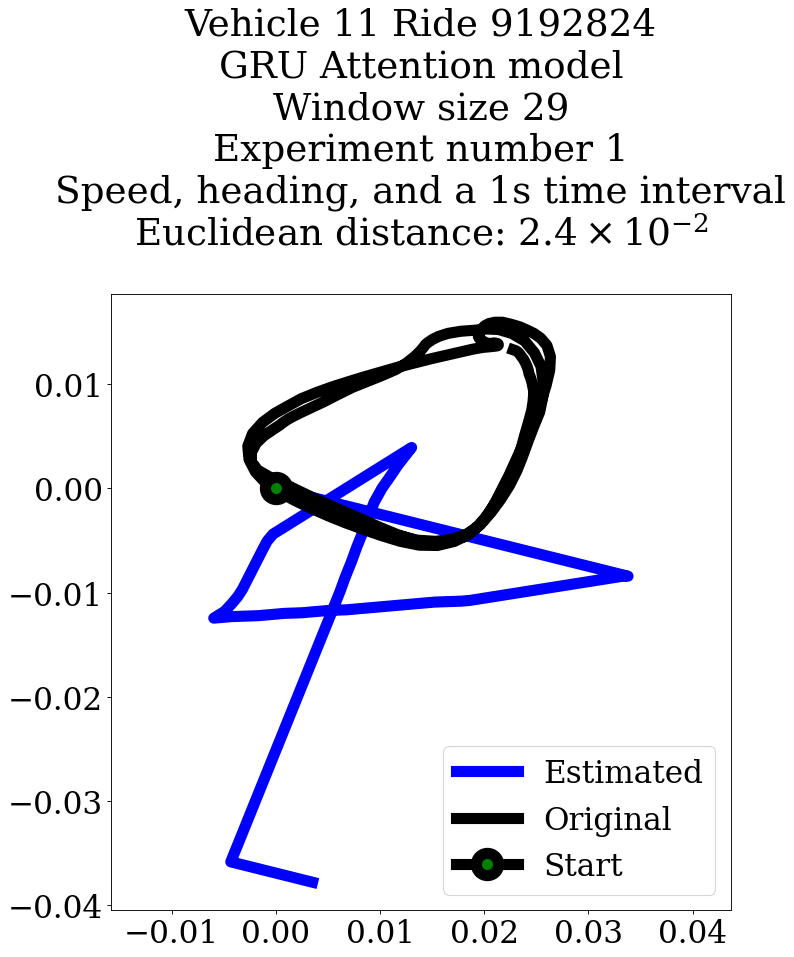 Vehicle 11 Ride 9192824
GRU Attention model
Window size 29
Experiment number 1
Speed, heading, and a 1s time interval
Euclidean distance: 2.4 × 10⁻²
0.01
0.00
−0.01
−0.02
−0.03
−0.04
Estimated
Original
Start
−0.01 0.00 0.01 0.02 0.03 0.04